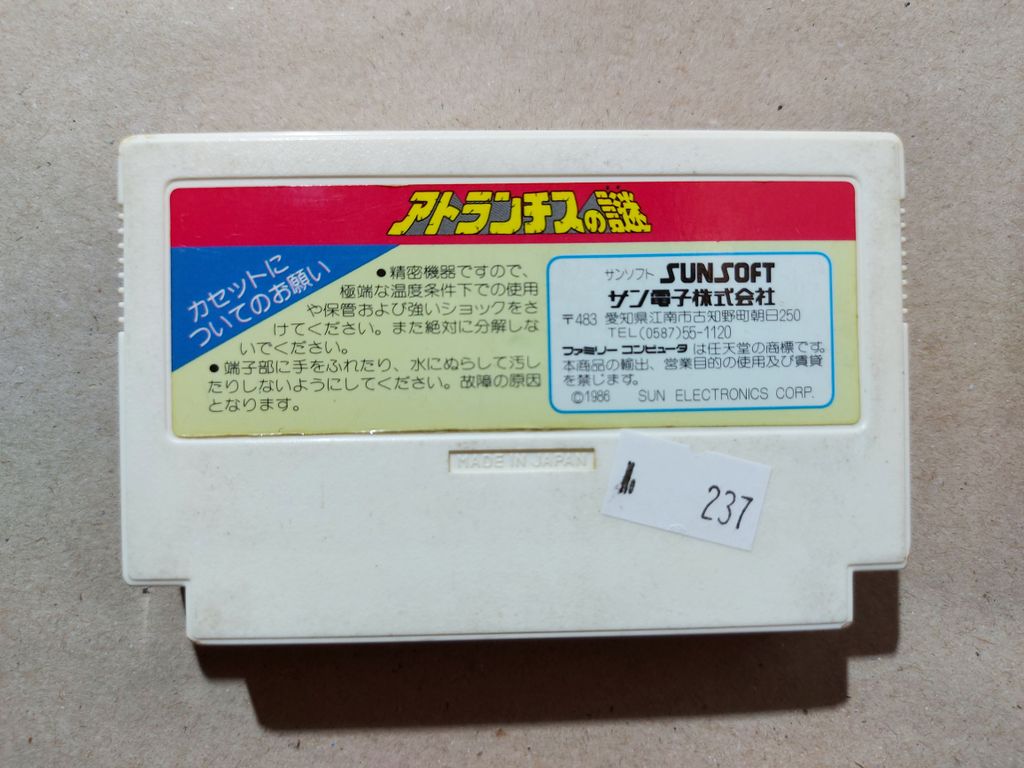 アトランチスの謎
カセットに
ついてのお願い
●精密機器ですので、
極端な温度条件下での使用
や保管および強いショックをさ
けてください。また絶対に分解しな
いでください。
●端子部に手をふれたり、水にぬらして汚し
たりしないようにしてください。故障の原因
となります。
サンソフト SUNSOFT
サン電子株式会社
〒483 愛知県江南市古知野町朝日250
TEL(0587)55-1120
ファミリー コンピュータ は任天堂の商標です。
本商品の輸出、営業目的の使用及び賃貸
を禁じます。
©1986 SUN ELECTRONICS CORP.
MADE IN JAPAN
237